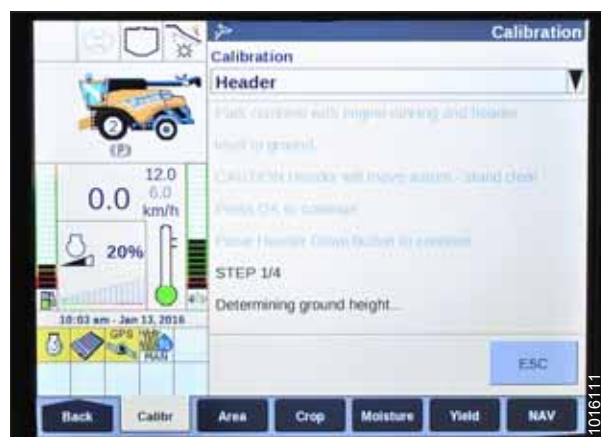 Calibration
Calibration
Header
Park combine with engine running and header
level to ground.
CAUTION Header will move autom. - stand clear
Press OK to continue
Press Header Down Button to continue
STEP 1/4
Determining ground height...
ESC
2
(P)
0.0
12.0
6.0
km/h
20%
10:03 am - Jan 13, 2016
GPS
MAN
Back
Calibr
Area
Crop
Moisture
Yield
NAV
1016111